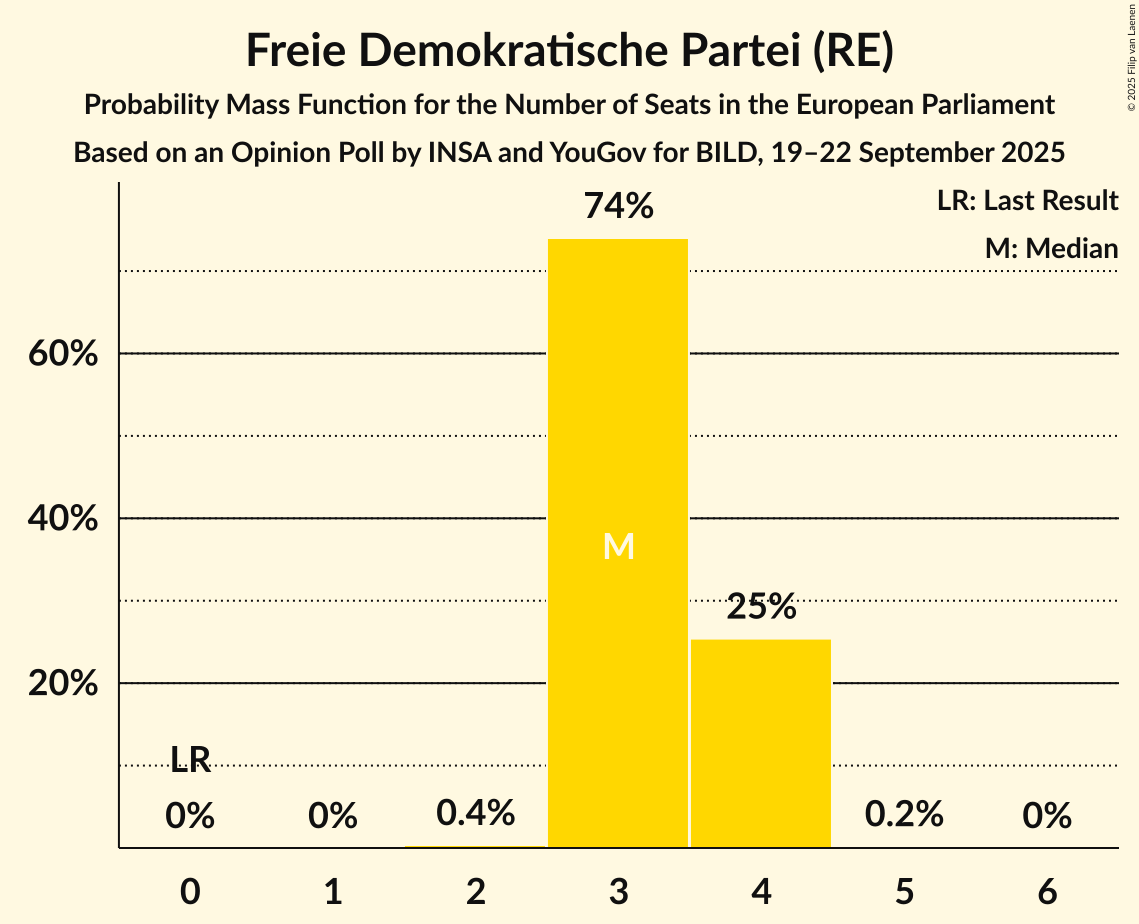 Freie Demokratische Partei (RE)
Probability Mass Function for the Number of Seats in the European Parliament
Based on an Opinion Poll by INSA and YouGov for BILD, 19–22 September 2025
© 2025 Filip van Laenen
LR: Last Result
M: Median
74%
60%
40%
M
25%
20%
LR
0%
0%
0.4%
0.2%
0%
0
1
2
3
4
5
6